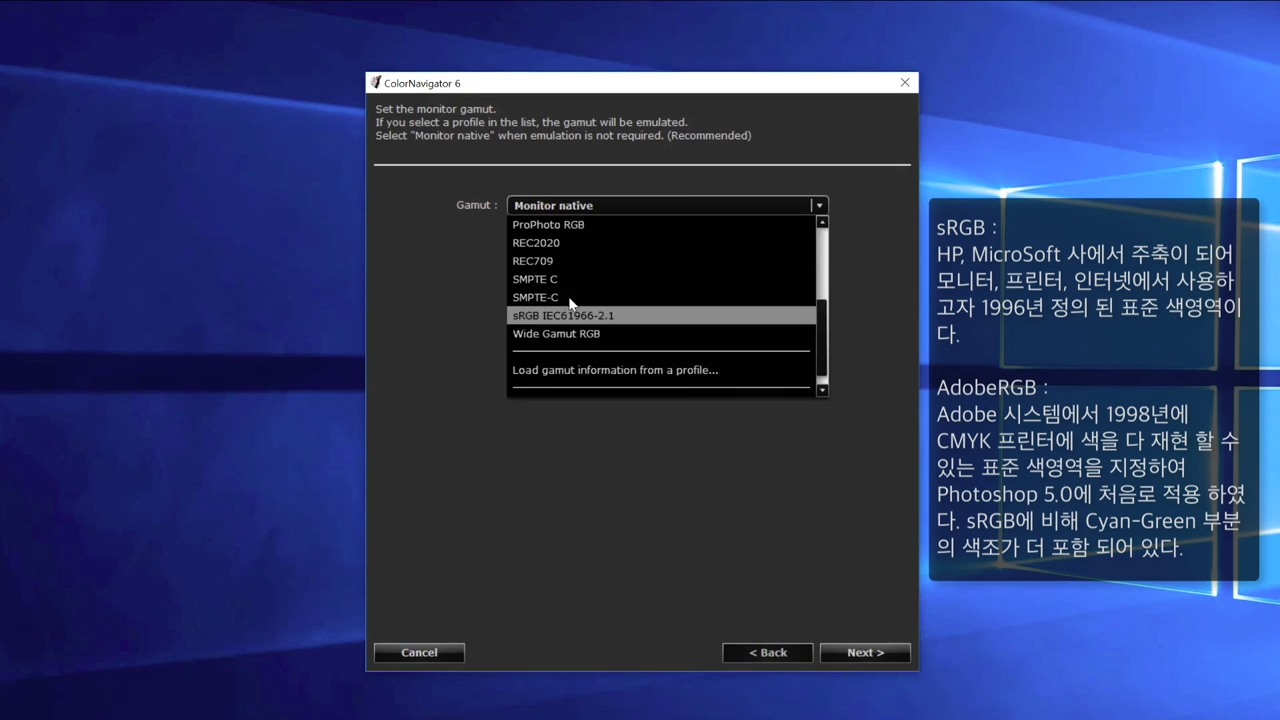 ColorNavigator 6
Set the monitor gamut.
If you select a profile in the list, the gamut will be emulated.
Select "Monitor native" when emulation is not required. (Recommended)
Gamut :
Monitor native
ProPhoto RGB
REC2020
REC709
SMPTE C
SMPTE-C
sRGB IEC61966-2.1
Wide Gamut RGB
Load gamut information from a profile...
Cancel
< Back
Next >
sRGB :
HP, MicroSoft 사에서 주축이 되어
모니터, 프린터, 인터넷에서 사용하
고자 1996년 정의 된 표준 색영역이
다.
AdobeRGB :
Adobe 시스템에서 1998년에
CMYK 프린터에 색을 다 재현 할 수
있는 표준 색영역을 지정하여
Photoshop 5.0에 처음로 적용 하였
다. sRGB에 비해 Cyan-Green 부분
의 색조가 더 포함 되어 있다.